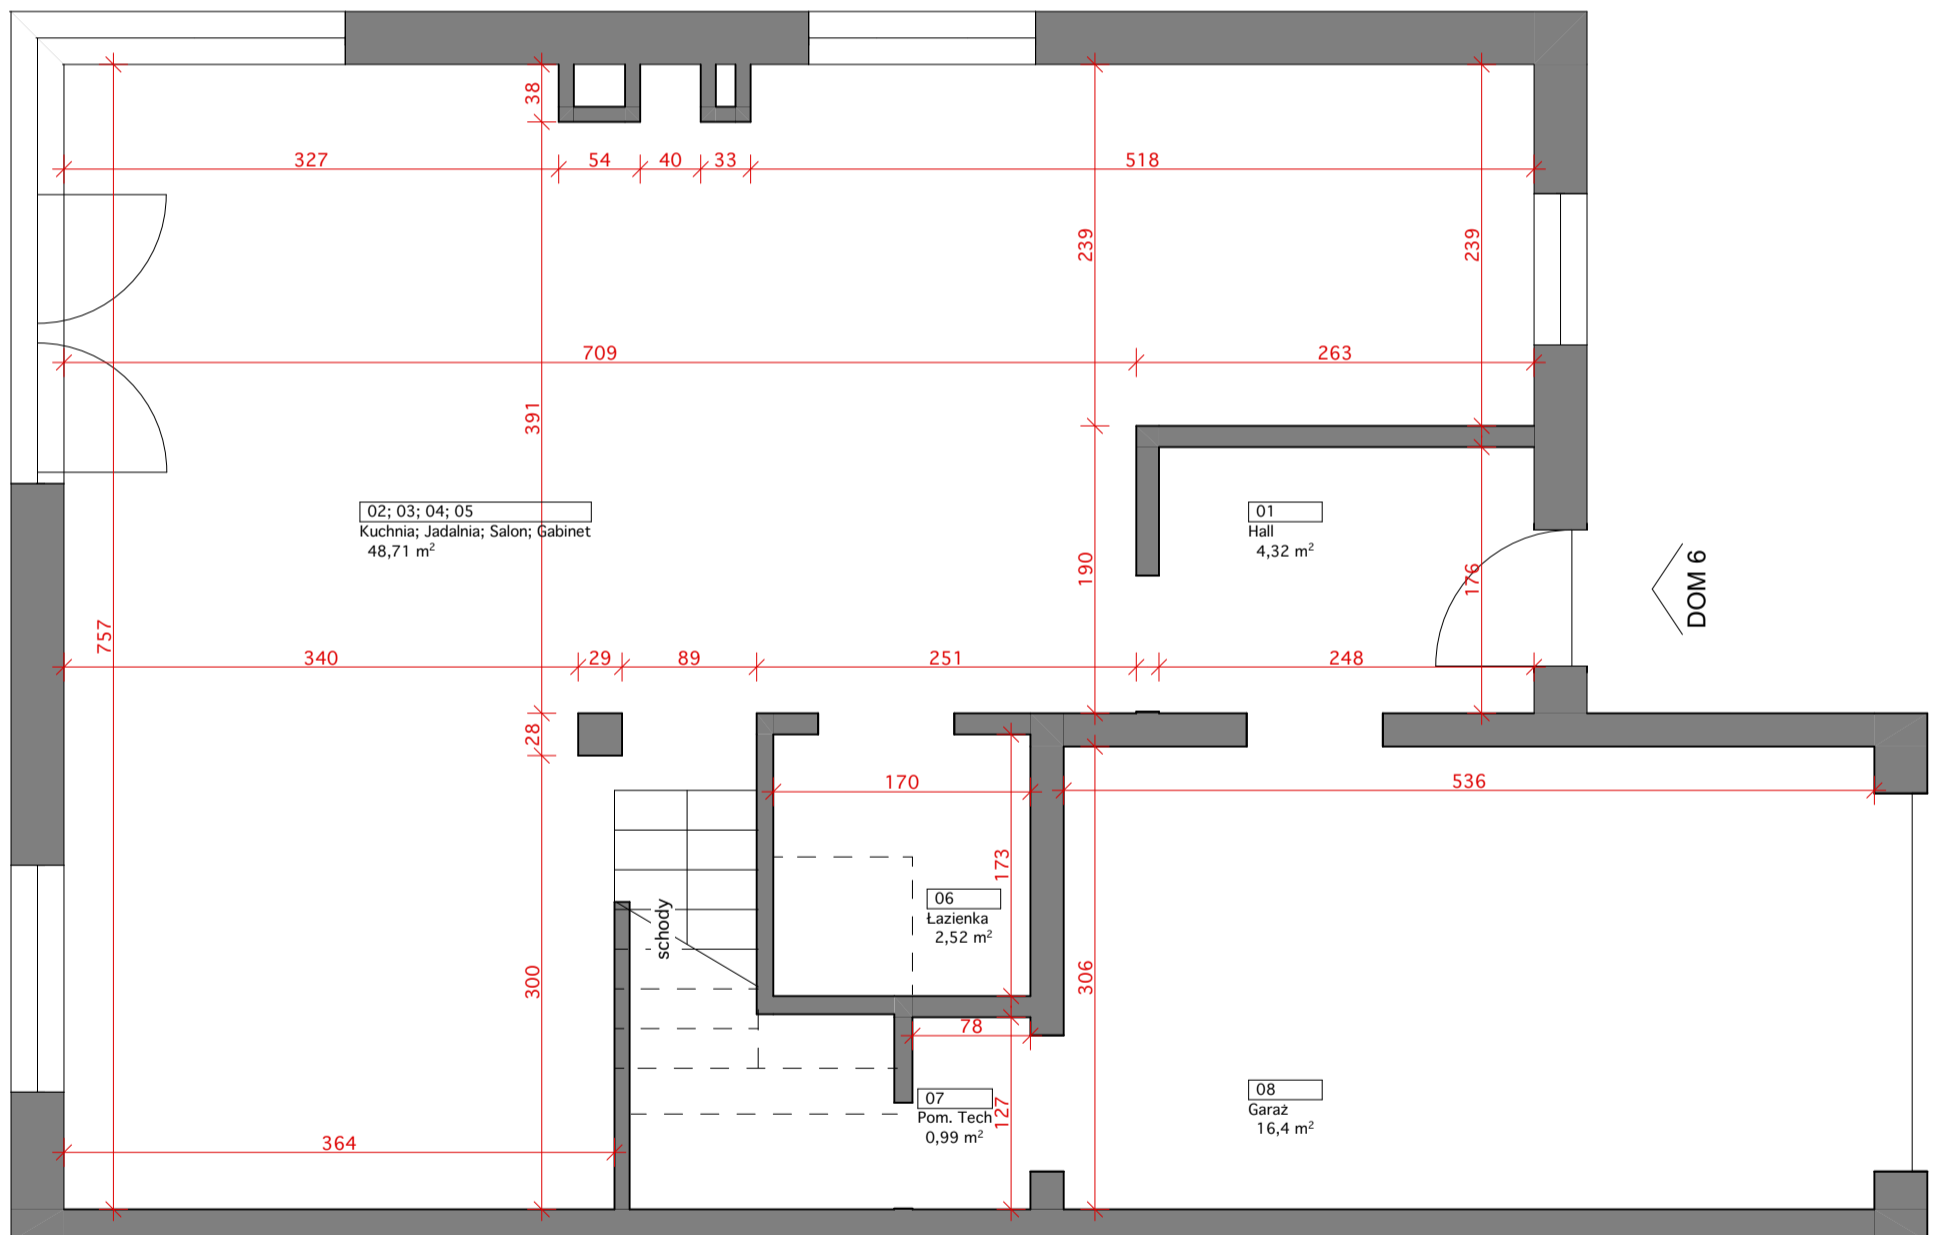 38
327
54
40
33
518
239
239
709
263
391
02; 03; 04; 05
Kuchnia; Jadalnia; Salon; Gabinet
48,71 m²
01
Hall
4,32 m²
190
176
DOM 6
757
340
29
89
251
248
28
170
536
173
06
Łazienka
2,52 m²
schody
300
306
78
07
Pom. Tech
0,99 m²
127
08
Garaż
16,4 m²
364